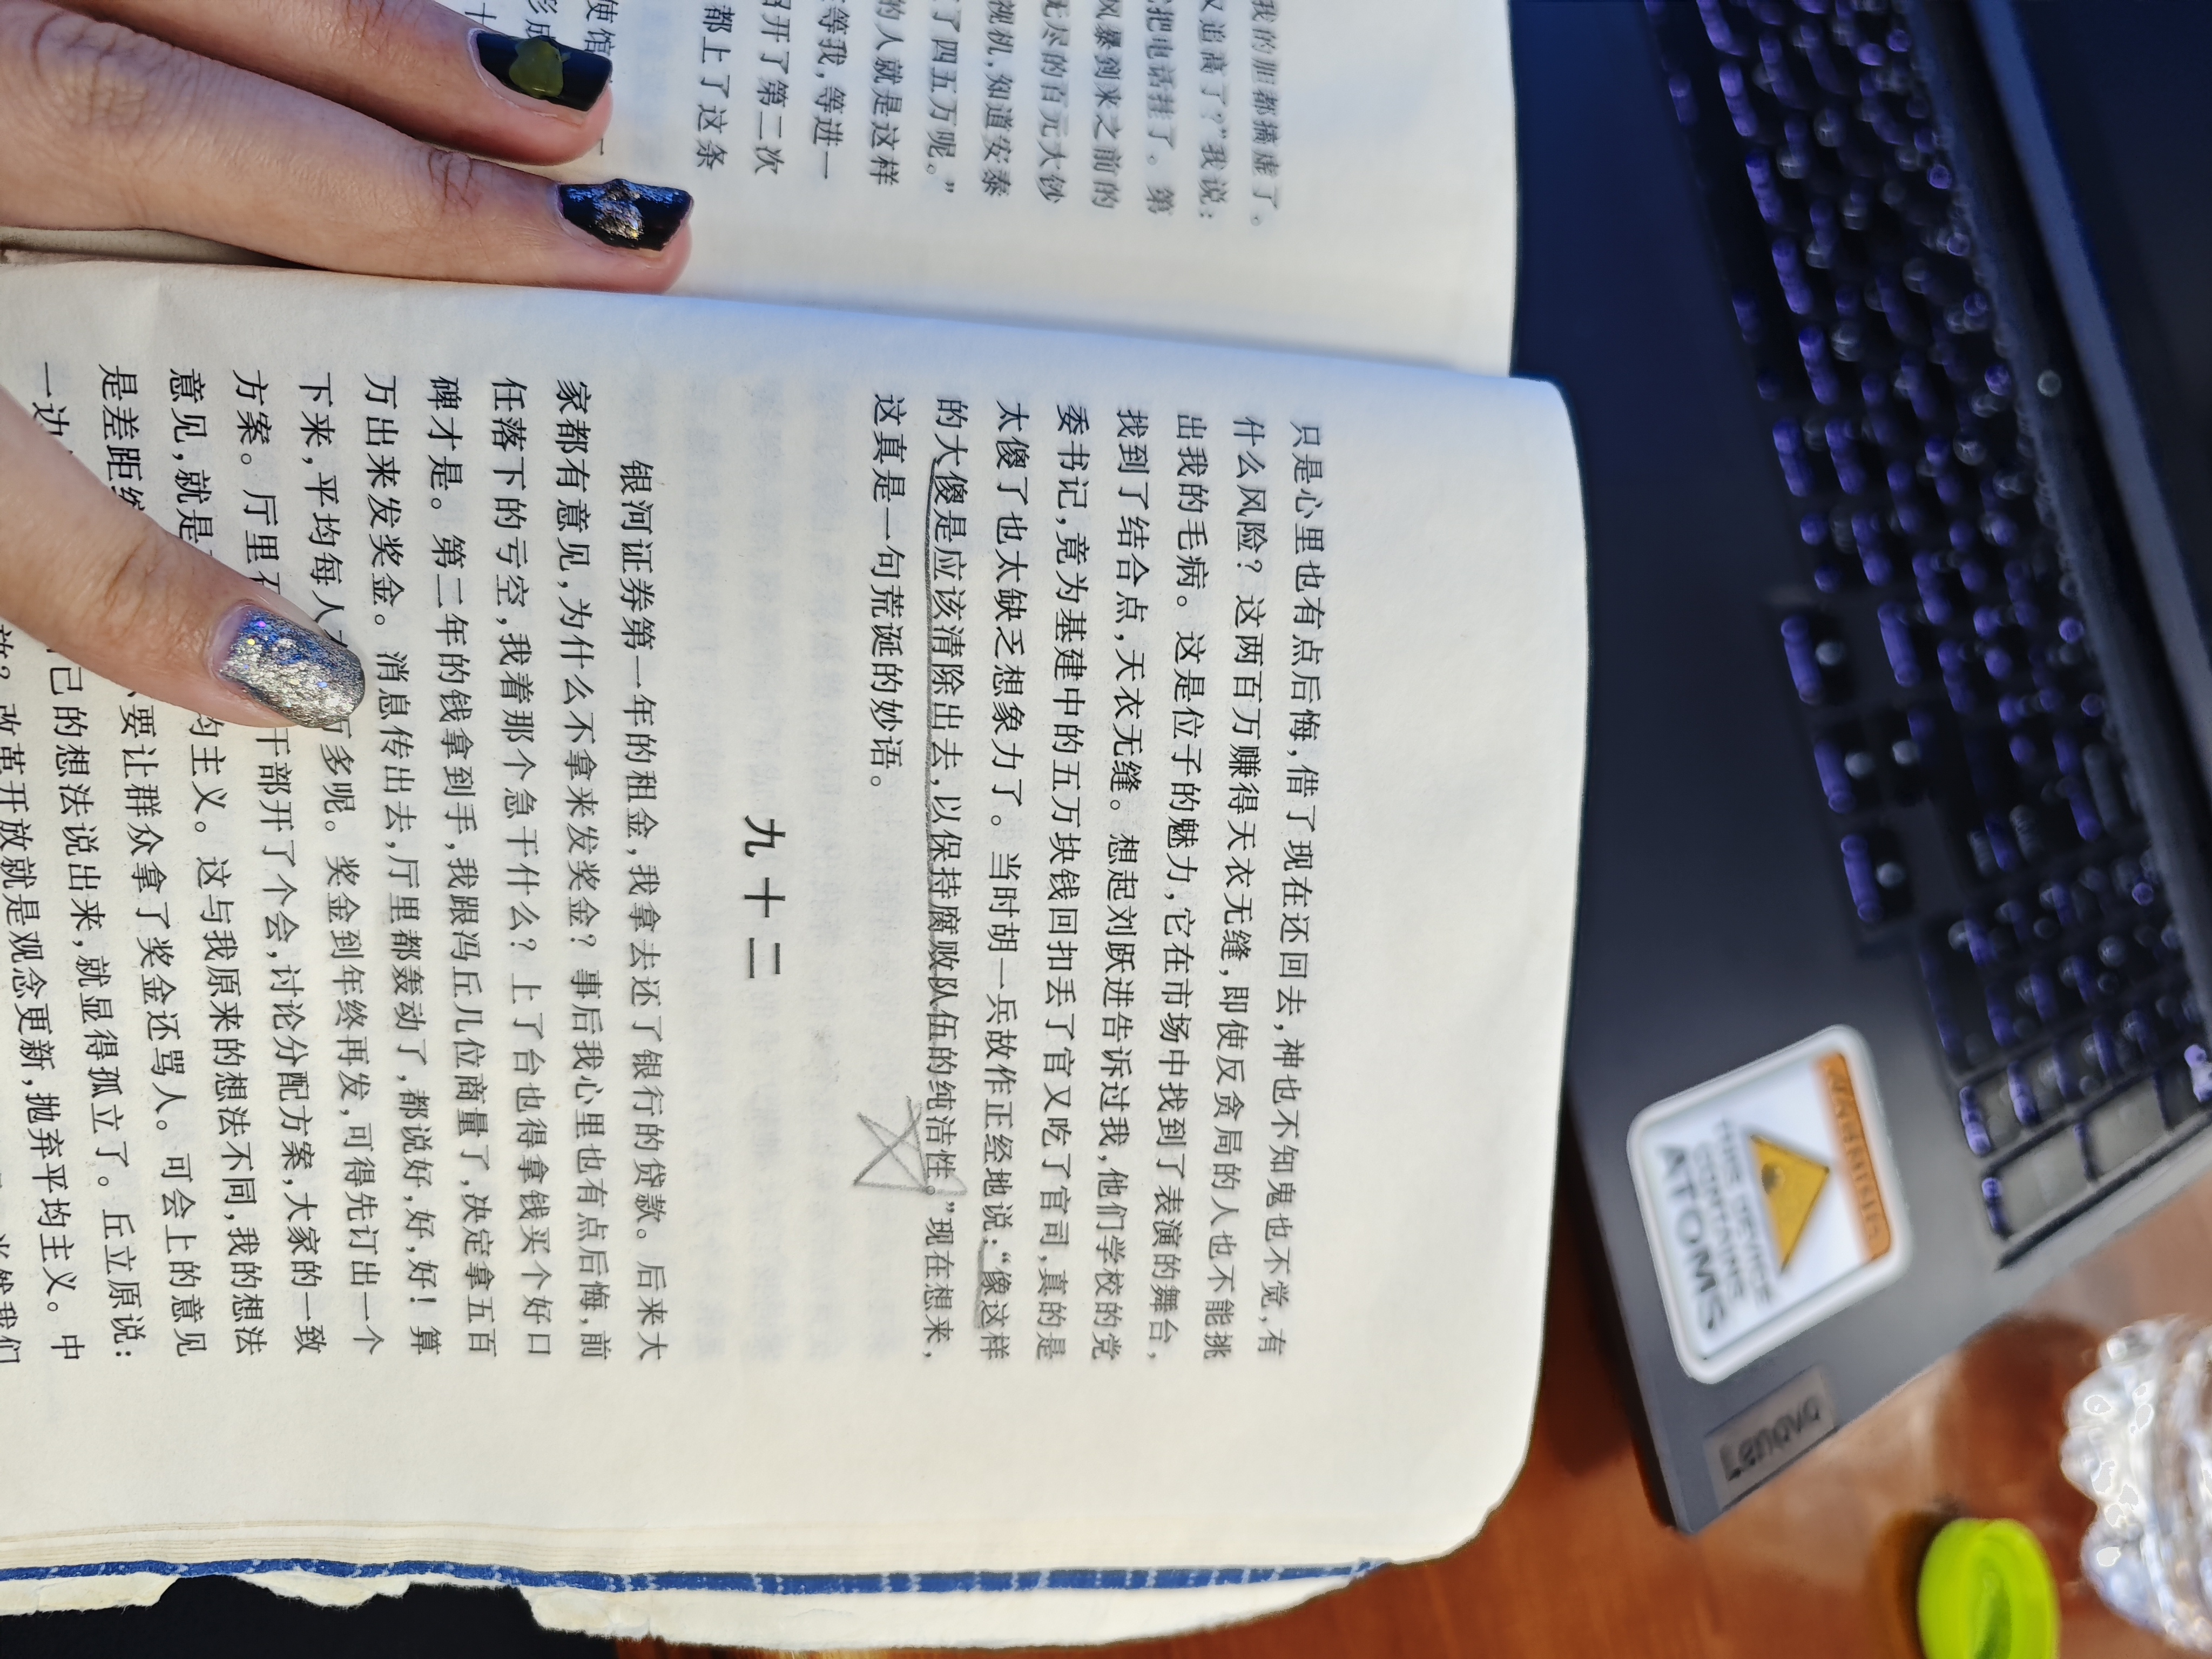 我的胆都搞虚了。
又追高了?”我说:
把电话挂了。第
风暴到来之前的
无尽的百元大钞
视机,知道安泰
了四五万呢。”
的人就是这样
等我,等进一
召开了第二次
都上了这条
使馆
形成
只是心里也有点后悔,借了现在还回去,神也不知鬼也不觉,有
什么风险?这两百万赚得天衣无缝,即使反贪局的人也不能挑
出我的毛病。这是位子的魅力,它在市场中找到了表演的舞台,
找到了结合点,天衣无缝。想起刘跃进告诉过我,他们学校的党
委书记,竟为基建中的五万块钱回扣丢了官又吃了官司,真的是
太傻了也太缺乏想象力了。当时胡一兵故作正经地说:“像这样
的大傻是应该清除出去,以保持腐败队伍的纯洁性。”现在想来,
这真是一句荒诞的妙语。
九十二
银河证券第一年的租金,我拿去还了银行的贷款。后来大
家都有意见,为什么不拿来发奖金?事后我心里也有点后悔,前
任落下的亏空,我着那个急干什么?上了台也得拿钱买个好口
碑才是。第二年的钱拿到手,我跟冯丘几位商量了,决定拿五百
万出来发奖金。消息传出去,厅里都轰动了,都说好,好,好!算
下来,平均每人 多呢。奖金到年终再发,可得先订出一个
方案。厅里 干部开了个会,讨论分配方案,大家的一致
意见,就是 主义。这与我原来的想法不同,我的想法
是差距 要让群众拿了奖金还骂人。可会上的意见
一边 己的想法说出来,就显得孤立了。丘立原说:
改革开放就是观念更新,抛弃平均主义。中
WARNING
THIS DEVICE
CONTAINS
ATOMS
Lenovo